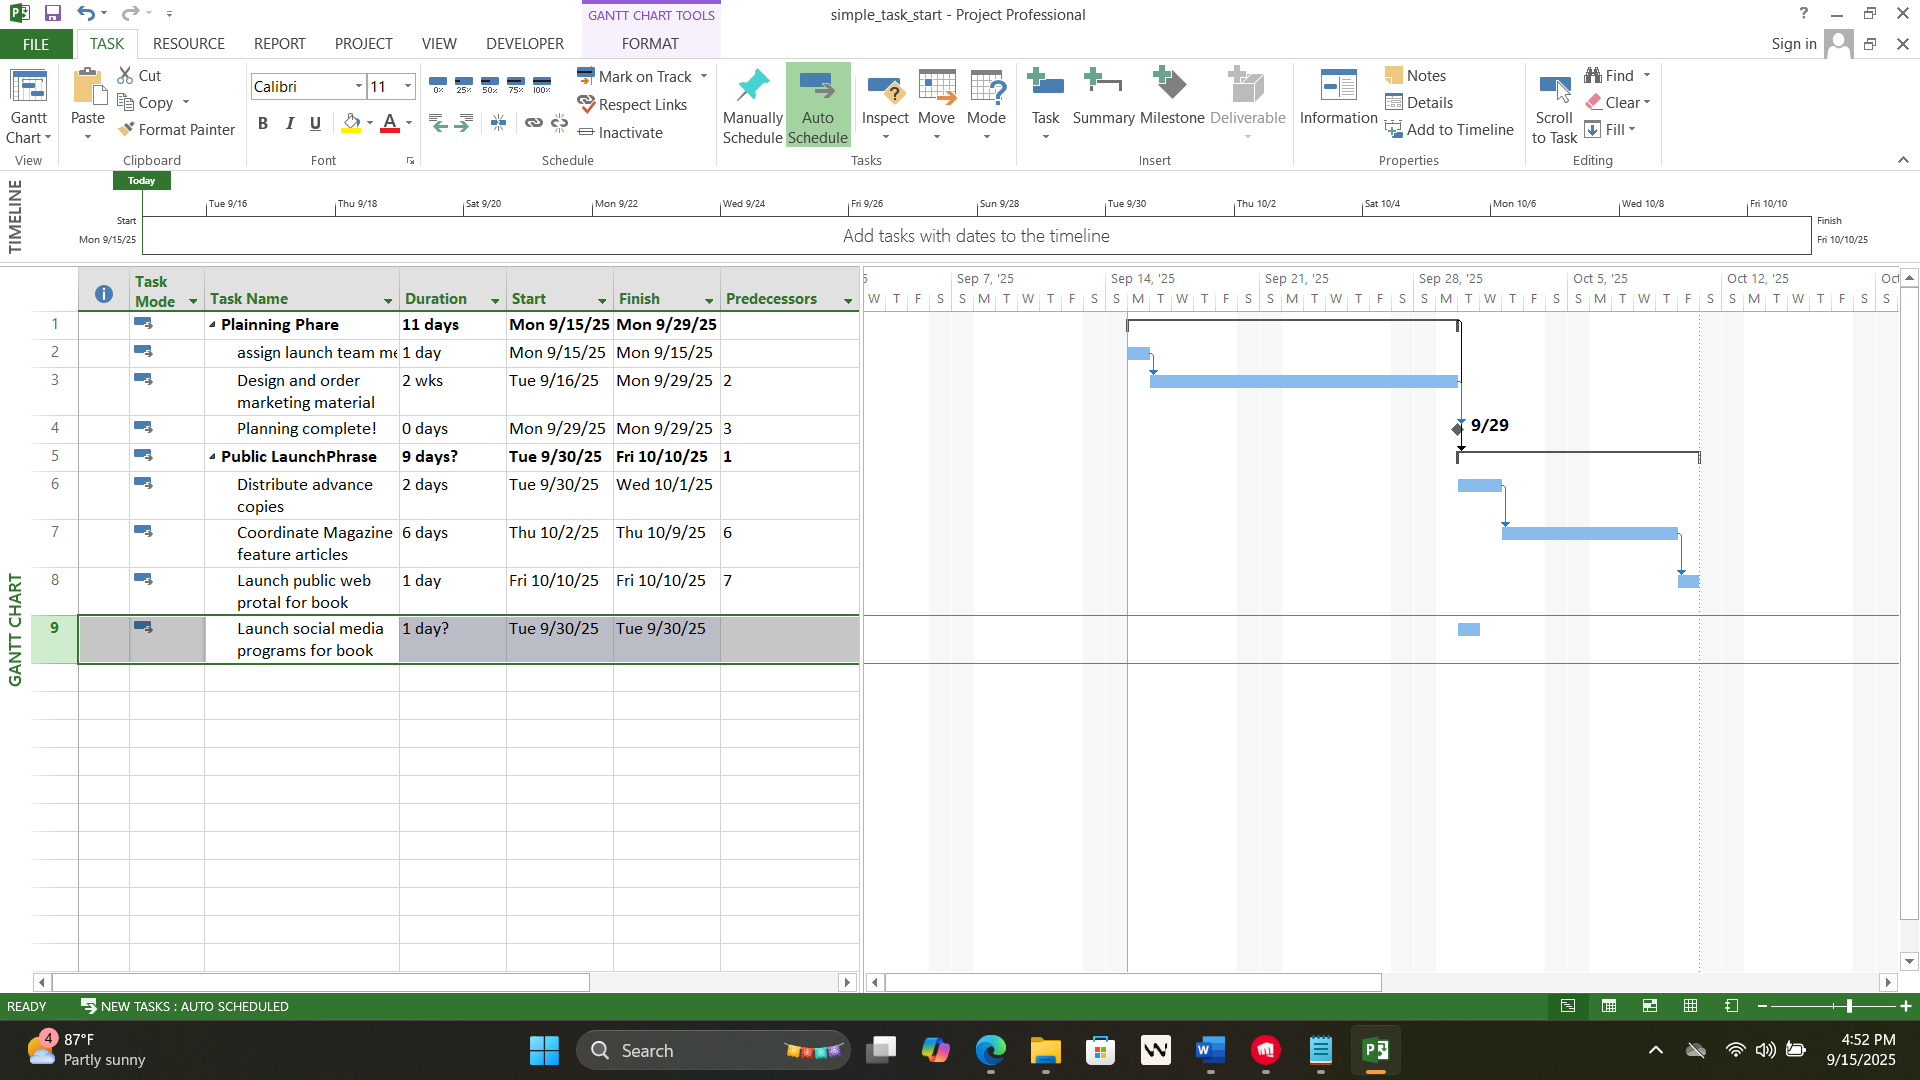 GANTT CHART TOOLS
simple_task_start - Project Professional
FILE TASK RESOURCE REPORT PROJECT VIEW DEVELOPER FORMAT Sign in
Gantt Chart
View
Paste
Cut
Copy
Format Painter
Clipboard
Calibri 11
B I U A
Font
0% 25% 50% 75% 100%
Mark on Track
Respect Links
Inactivate
Schedule
Manually Schedule
Auto Schedule
Inspect
Move
Mode
Tasks
Task
Summary
Milestone
Deliverable
Insert
Information
Notes
Details
Add to Timeline
Properties
Scroll to Task
Find
Clear
Fill
Editing
TIMELINE
Today
Start
Mon 9/15/25
Tue 9/16 Thu 9/18 Sat 9/20 Mon 9/22 Wed 9/24 Fri 9/26 Sun 9/28 Tue 9/30 Thu 10/2 Sat 10/4 Mon 10/6 Wed 10/8 Fri 10/10
Add tasks with dates to the timeline
Finish
Fri 10/10/25
GANTT CHART
Task Mode Task Name Duration Start Finish Predecessors
1 Plainning Phare 11 days Mon 9/15/25 Mon 9/29/25
2 assign launch team me 1 day Mon 9/15/25 Mon 9/15/25
3 Design and order marketing material 2 wks Tue 9/16/25 Mon 9/29/25 2
4 Planning complete! 0 days Mon 9/29/25 Mon 9/29/25 3
5 Public LaunchPhrase 9 days? Tue 9/30/25 Fri 10/10/25 1
6 Distribute advance copies 2 days Tue 9/30/25 Wed 10/1/25
7 Coordinate Magazine feature articles 6 days Thu 10/2/25 Thu 10/9/25 6
8 Launch public web protal for book 1 day Fri 10/10/25 Fri 10/10/25 7
9 Launch social media programs for book 1 day? Tue 9/30/25 Tue 9/30/25
Sep 7, '25 Sep 14, '25 Sep 21, '25 Sep 28, '25 Oct 5, '25 Oct 12, '25 Oct
W T F S S M T W T F S S M T W T F S S M T W T F S S M T W T F S S M T W T F S S M T W T F S S
9/29
READY NEW TASKS : AUTO SCHEDULED
4
87°F
Partly sunny
Search
4:52 PM
9/15/2025